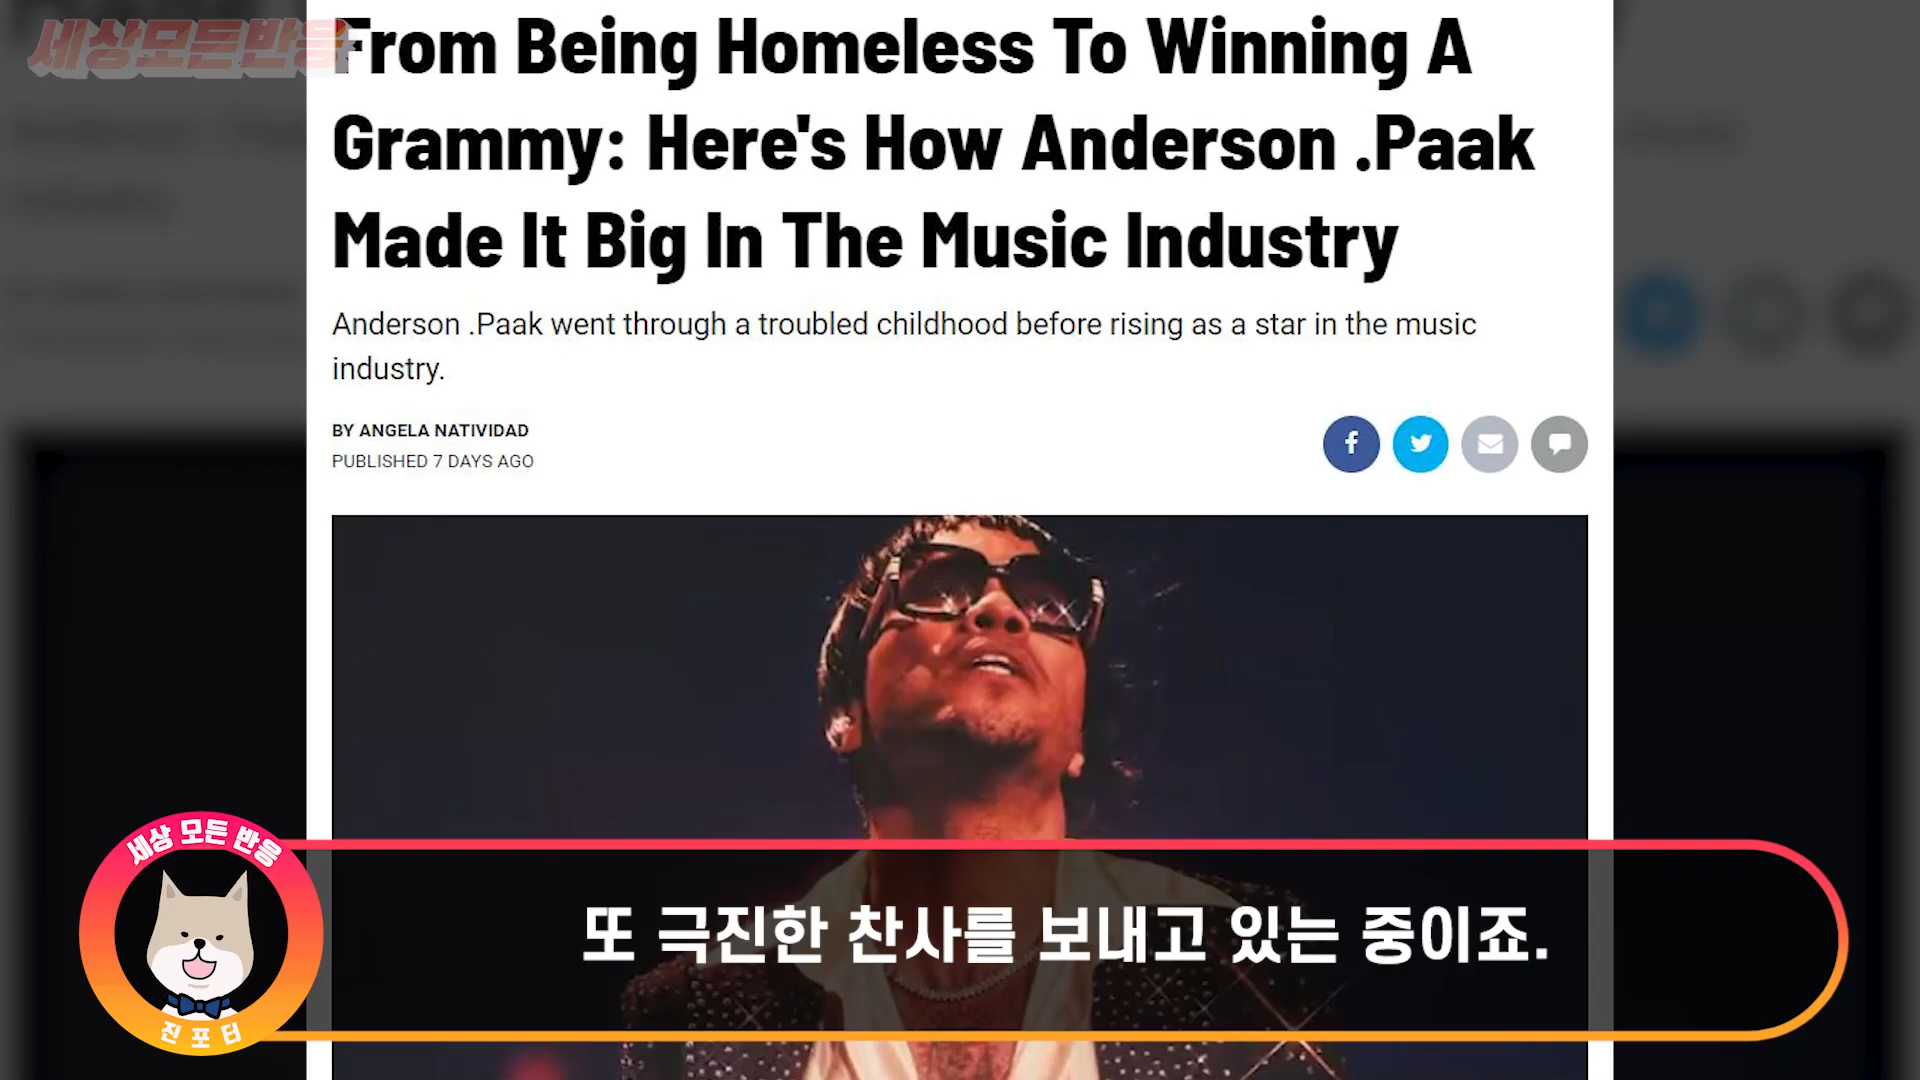 세상모든반응
From Being Homeless To Winning A
Grammy: Here's How Anderson .Paak
Made It Big In The Music Industry
Anderson .Paak went through a troubled childhood before rising as a star in the music
industry.
BY ANGELA NATIVIDAD
PUBLISHED 7 DAYS AGO
세상 모든 반응
진포터
또 극진한 찬사를 보내고 있는 중이죠.